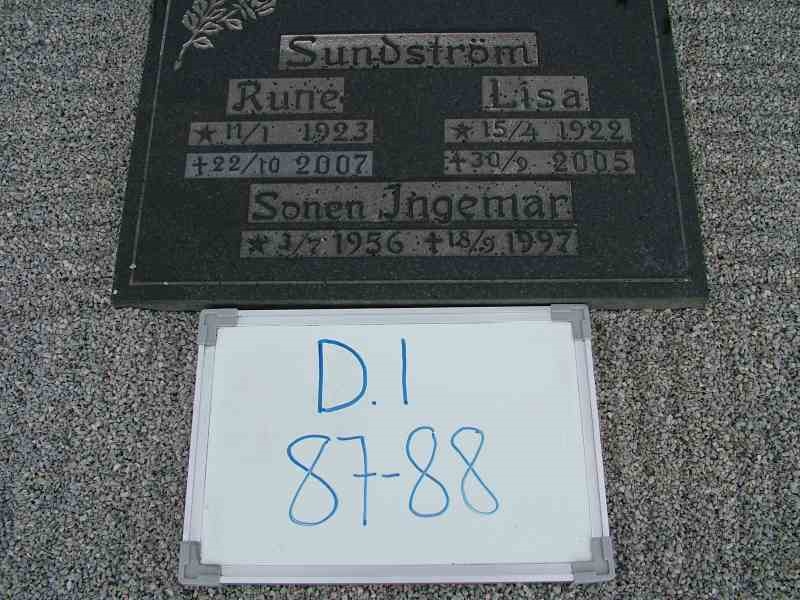 Sundström
Rune Lisa
★ 11/1 1923 ★ 15/4 1922
✝ 22/10 2007 ✝ 30/9 2005
Sonen Ingemar
★ 3/7 1956 ✝ 18/9 1997
D.1
87-88